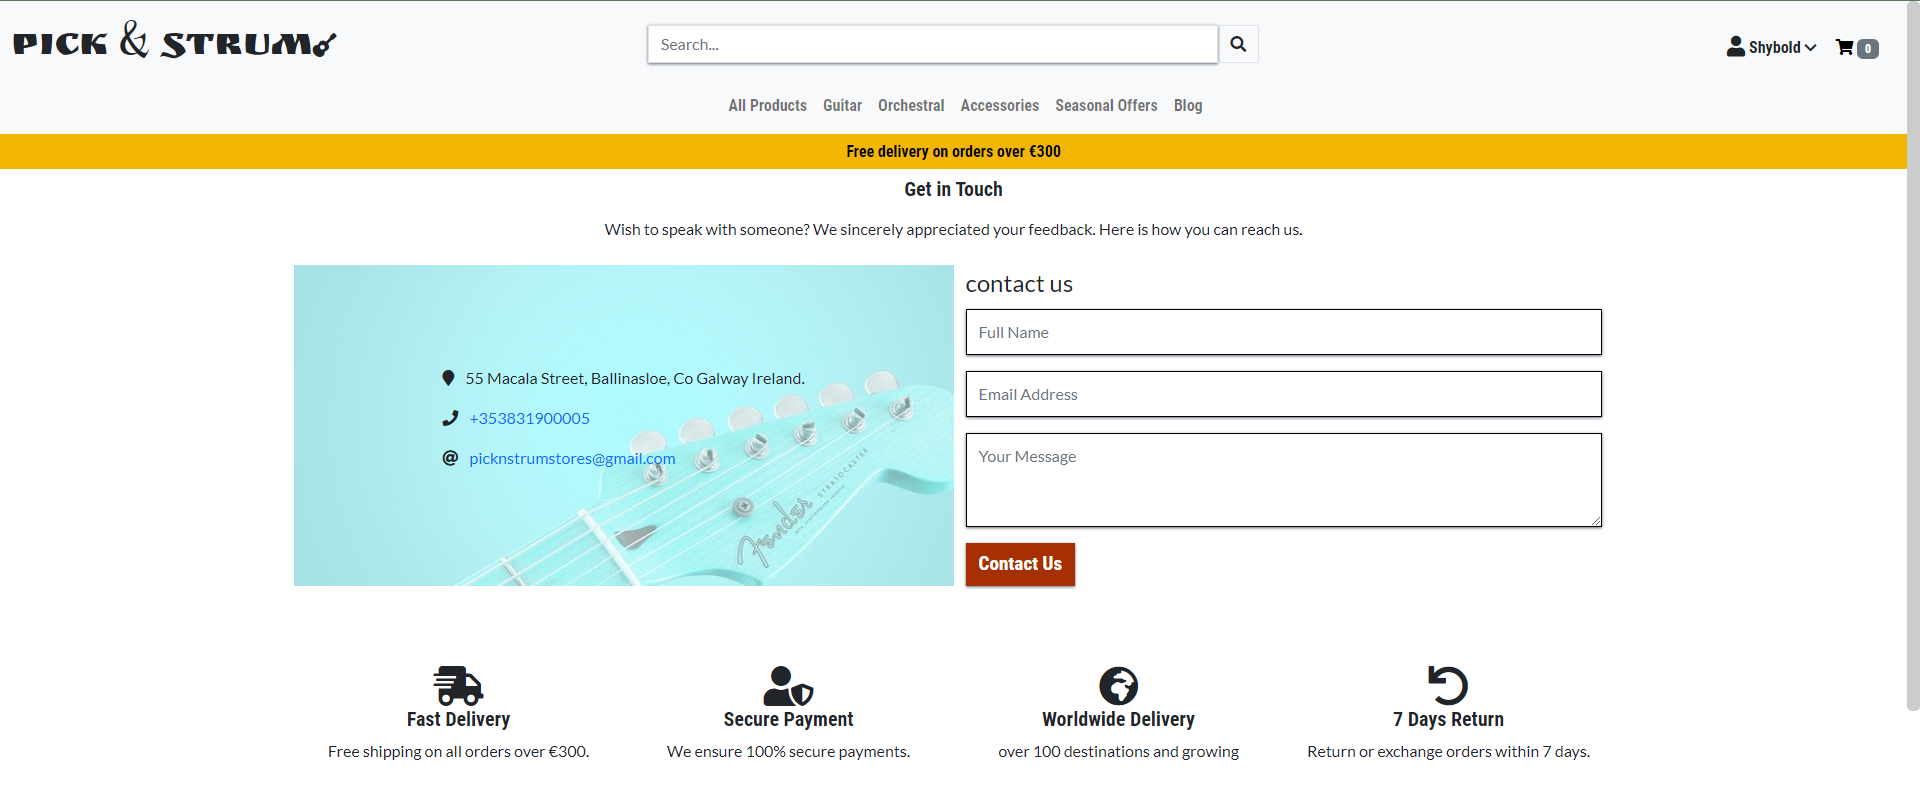 PICK & STRUM
Search...
Shybold
0
All Products Guitar Orchestral Accessories Seasonal Offers Blog
Free delivery on orders over €300
Get in Touch
Wish to speak with someone? We sincerely appreciated your feedback. Here is how you can reach us.
55 Macala Street, Ballinasloe, Co Galway Ireland.
+353831900005
@ picknstrumstores@gmail.com
Fender
STRATOCASTER
contact us
Full Name
Email Address
Your Message
Contact Us
Fast Delivery
Free shipping on all orders over €300.
Secure Payment
We ensure 100% secure payments.
Worldwide Delivery
over 100 destinations and growing
7 Days Return
Return or exchange orders within 7 days.